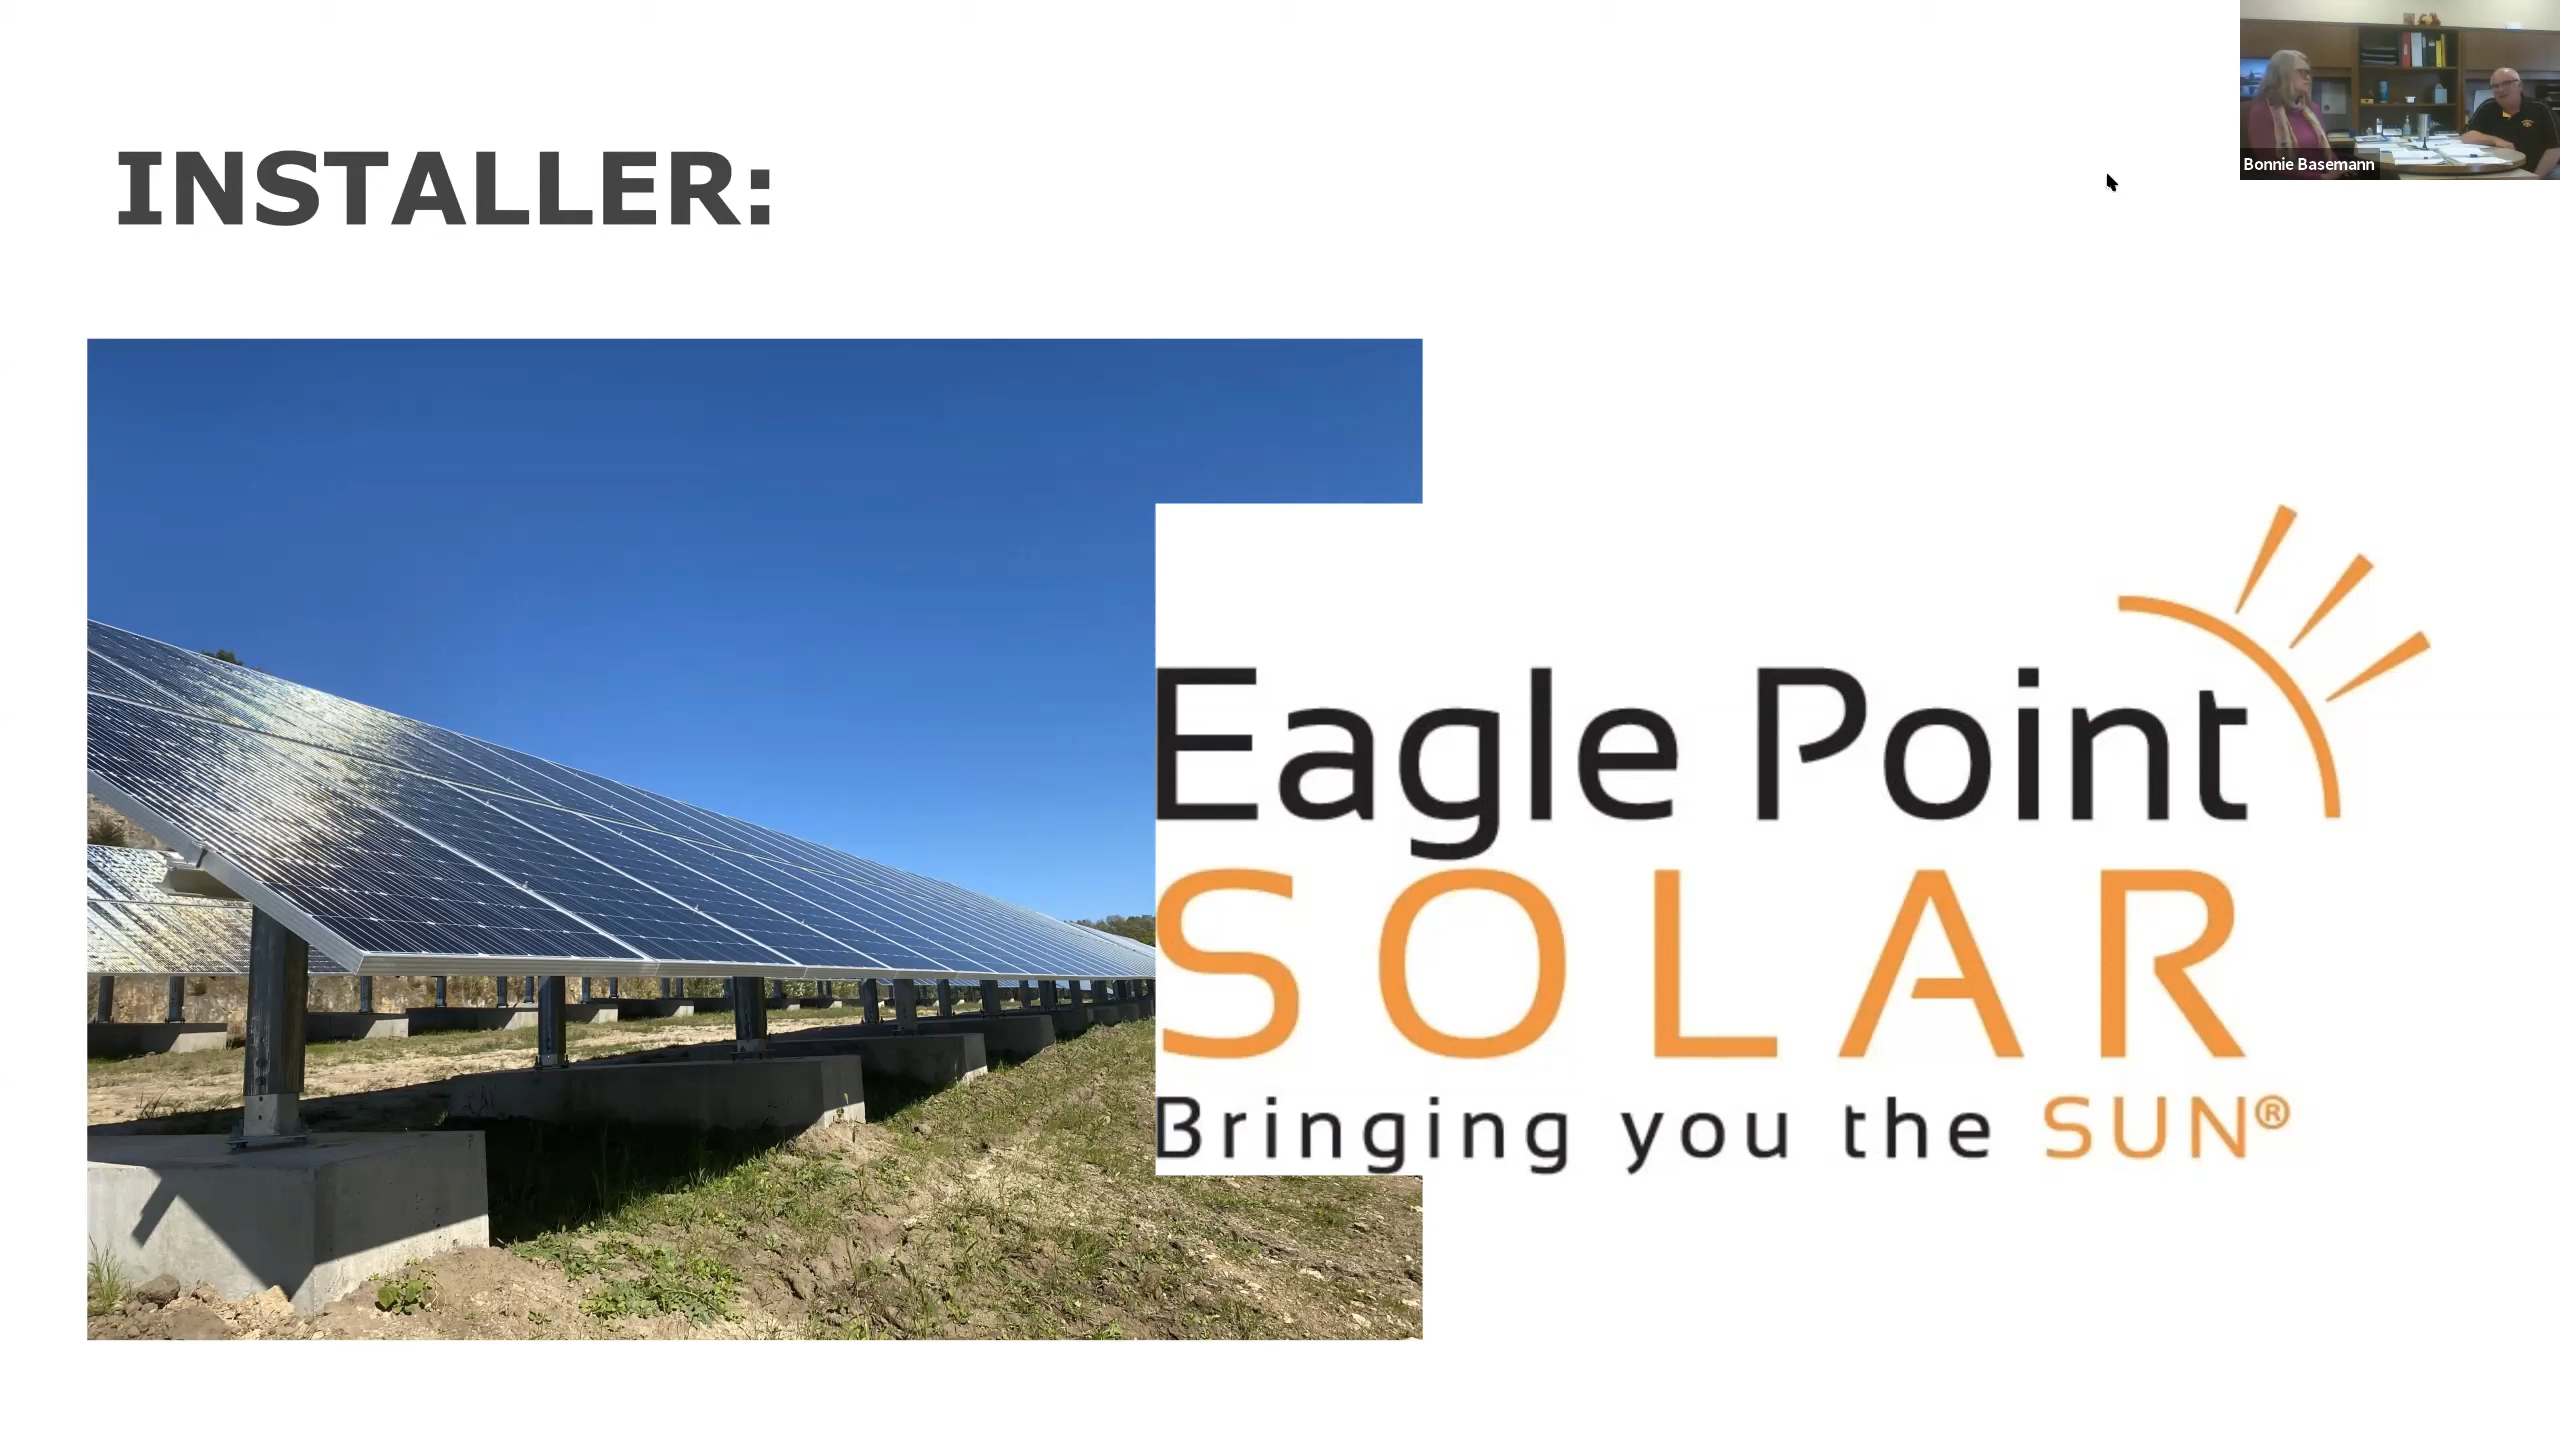 INSTALLER:
Bonnie Basemann
Eagle Point
SOLAR
Bringing you the SUN®